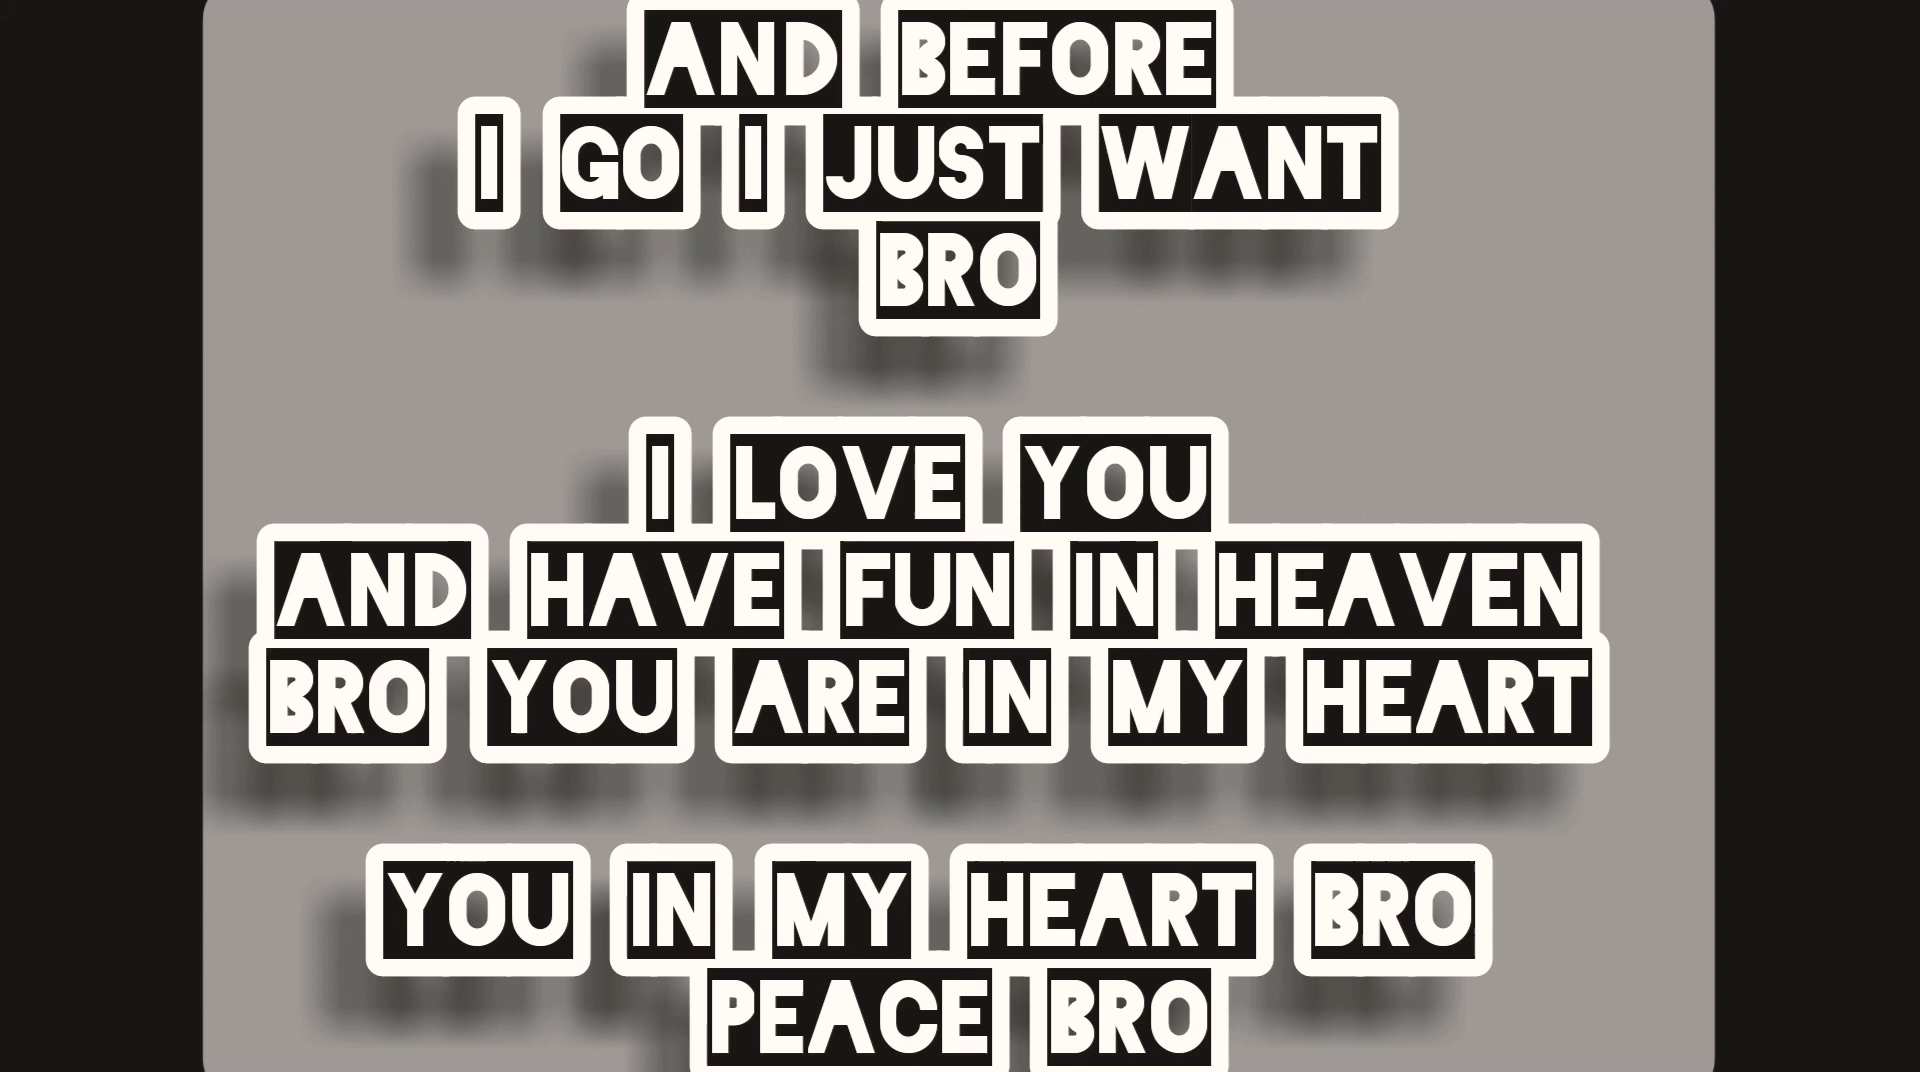 AND BEFORE
I GO I JUST WANT
BRO
I LOVE YOU
AND HAVE FUN IN HEAVEN
BRO YOU ARE IN MY HEART
YOU IN MY HEART BRO
PEACE BRO